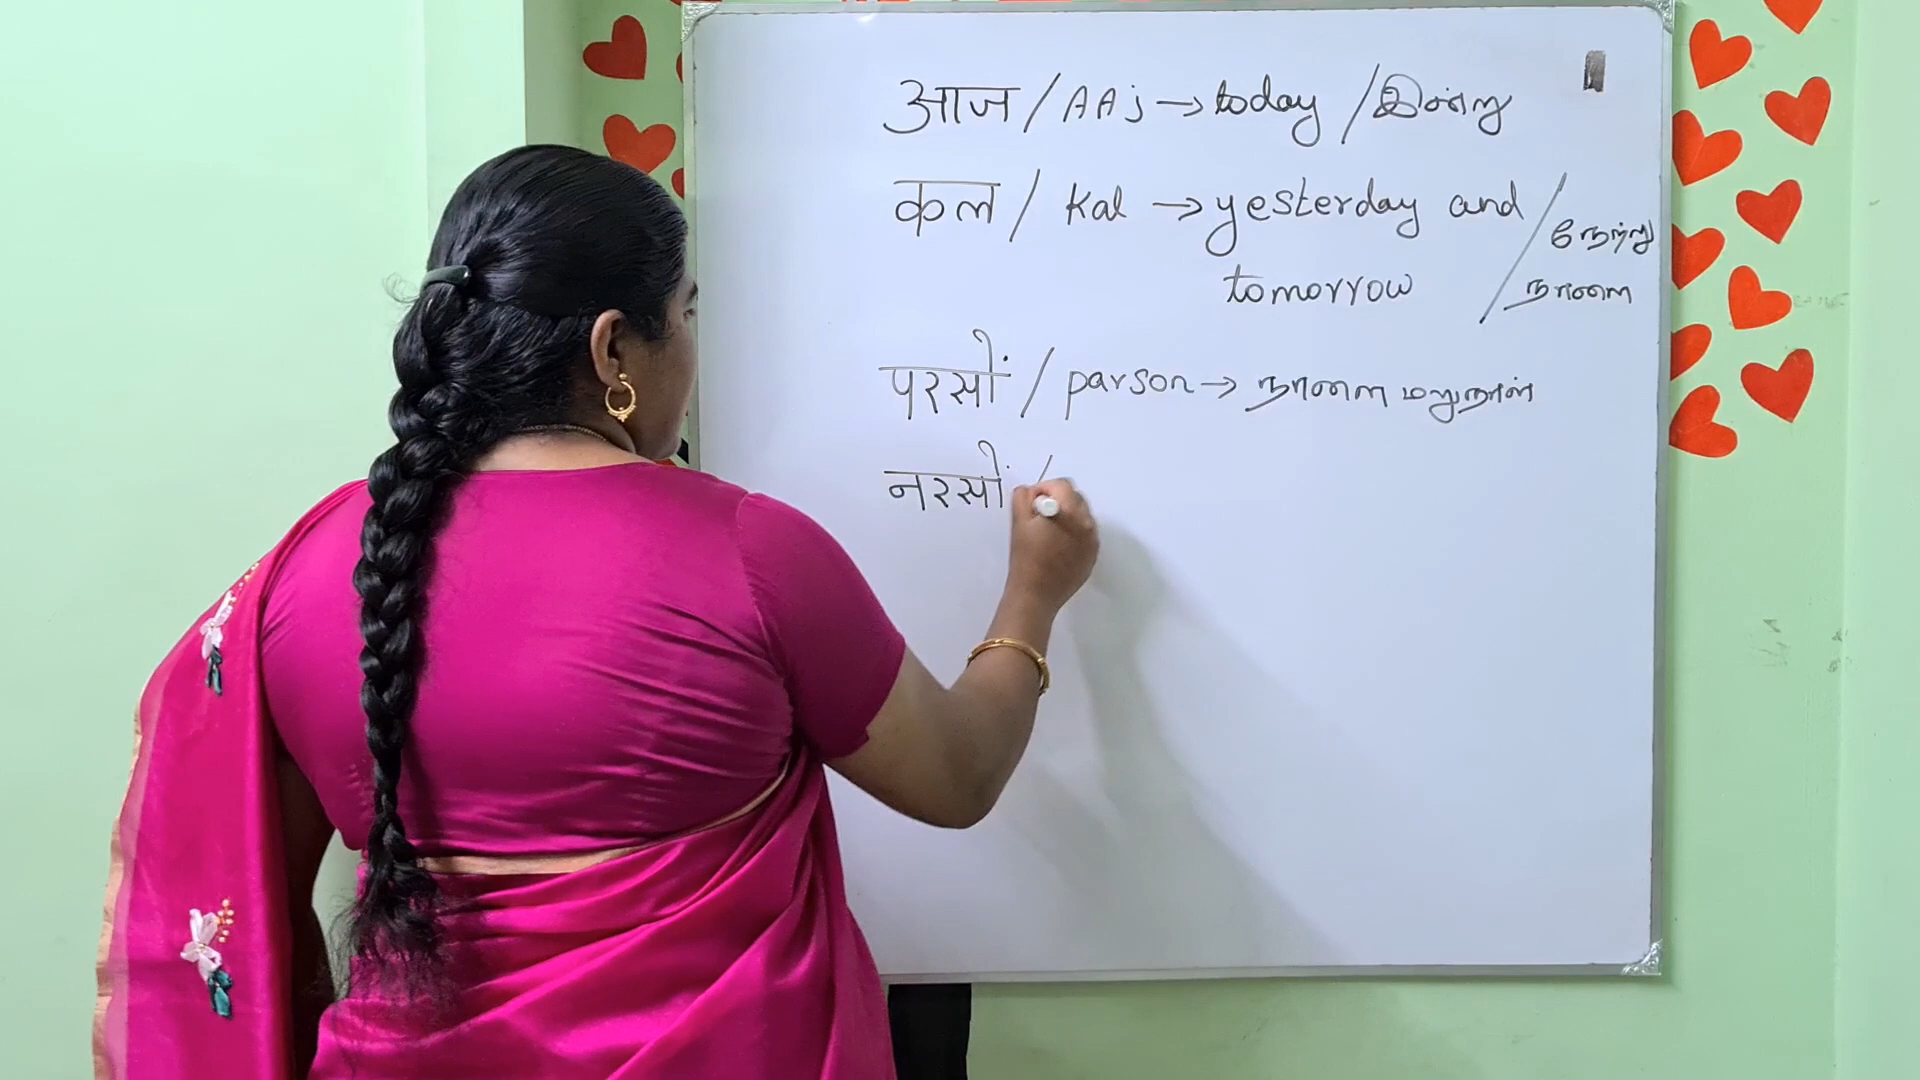 आज / AAj → today / இன்று
कल / Kal → yesterday and / நேற்று
tomorrow / நாளை
परसों / parson → நாளை மறுநாள்
नरसों /